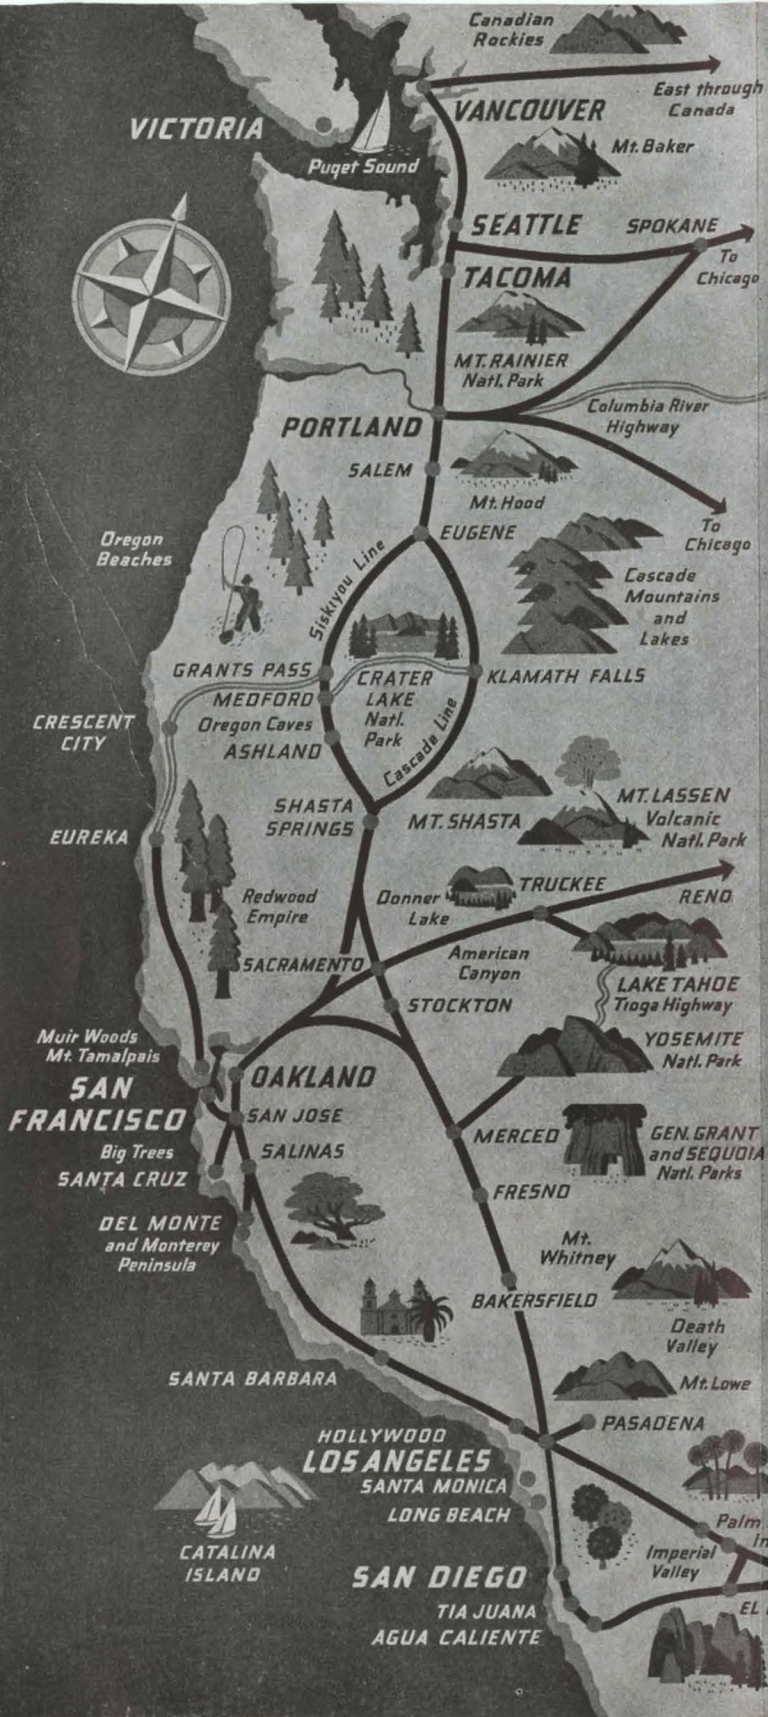 Canadian
Rockies
East through
Canada
VANCOUVER
VICTORIA
Puget Sound
Mt. Baker
SEATTLE
SPOKANE
To
Chicago
TACOMA
MT. RAINIER
Natl. Park
Columbia River
Highway
PORTLAND
SALEM
Mt. Hood
To
Chicago
EUGENE
Oregon
Beaches
Siskiyou Line
Cascade
Mountains
and
Lakes
GRANTS PASS
CRATER
LAKE
Natl.
Park
KLAMATH FALLS
MEDFORD
Oregon Caves
ASHLAND
Cascade Line
CRESCENT
CITY
SHASTA
SPRINGS
MT. SHASTA
MT. LASSEN
Volcanic
Natl. Park
EUREKA
Redwood
Empire
Donner
Lake
TRUCKEE
RENO
SACRAMENTO
American
Canyon
LAKE TAHOE
Tioga Highway
STOCKTON
Muir Woods
Mt. Tamalpais
YOSEMITE
Natl. Park
SAN
FRANCISCO
OAKLAND
SAN JOSE
MERCED
GEN. GRANT
and SEQUOIA
Natl. Parks
Big Trees
SANTA CRUZ
SALINAS
FRESNO
DEL MONTE
and Monterey
Peninsula
Mt.
Whitney
BAKERSFIELD
Death
Valley
SANTA BARBARA
Mt. Lowe
PASADENA
HOLLYWOOD
LOS ANGELES
SANTA MONICA
LONG BEACH
CATALINA
ISLAND
Palm
In
Imperial
Valley
SAN DIEGO
EL
TIA JUANA
AGUA CALIENTE